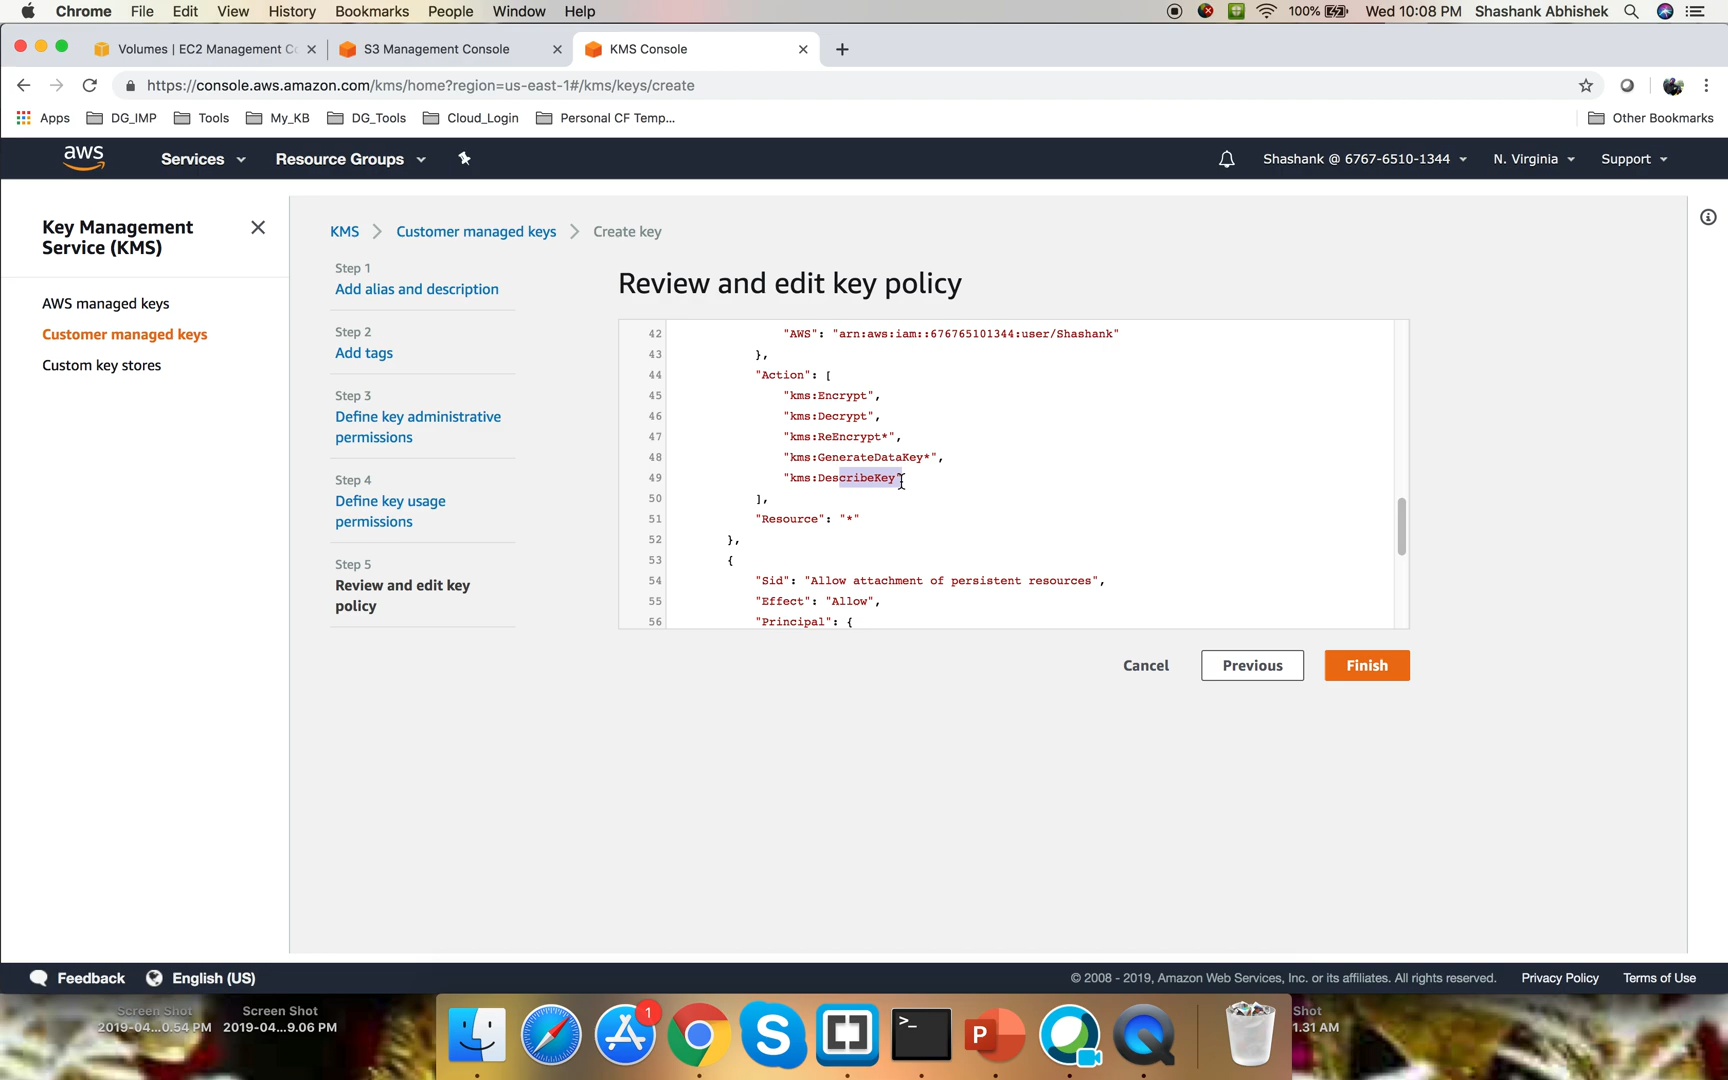 Chrome File Edit View History Bookmarks People Window Help 100% Wed 10:08 PM Shashank Abhishek
Volumes | EC2 Management Co S3 Management Console KMS Console
https://console.aws.amazon.com/kms/home?region=us-east-1#/kms/keys/create
Apps DG_IMP Tools My_KB DG_Tools Cloud_Login Personal CF Temp... Other Bookmarks
aws Services Resource Groups Shashank @ 6767-6510-1344 N. Virginia Support
Key Management
Service (KMS)
AWS managed keys
Customer managed keys
Custom key stores
KMS Customer managed keys Create key
Step 1
Add alias and description
Step 2
Add tags
Step 3
Define key administrative
permissions
Step 4
Define key usage
permissions
Step 5
Review and edit key
policy
Review and edit key policy
42 "AWS": "arn:aws:iam::676765101344:user/Shashank"
43 },
44 "Action": [
45 "kms:Encrypt",
46 "kms:Decrypt",
47 "kms:ReEncrypt*",
48 "kms:GenerateDataKey*",
49 "kms:DescribeKey"
50 ],
51 "Resource": "*"
52 },
53 {
54 "Sid": "Allow attachment of persistent resources",
55 "Effect": "Allow",
56 "Principal": {
Cancel Previous Finish
Feedback English (US) © 2008 - 2019, Amazon Web Services, Inc. or its affiliates. All rights reserved. Privacy Policy Terms of Use
Screen Shot Screen Shot Shot
2019-04...0.54 PM 2019-04...9.06 PM 1.31 AM
1
S
>_
P